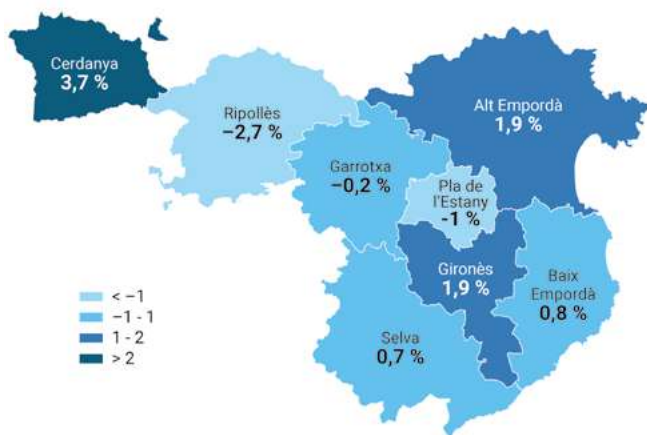 Cerdanya
3,7 %
Ripollès
−2,7 %
Alt Empordà
1,9 %
Garrotxa
−0,2 %
Pla de
l'Estany
-1 %
Gironès
1,9 %
Baix
Empordà
0,8 %
Selva
0,7 %
< −1
−1 - 1
1 - 2
> 2